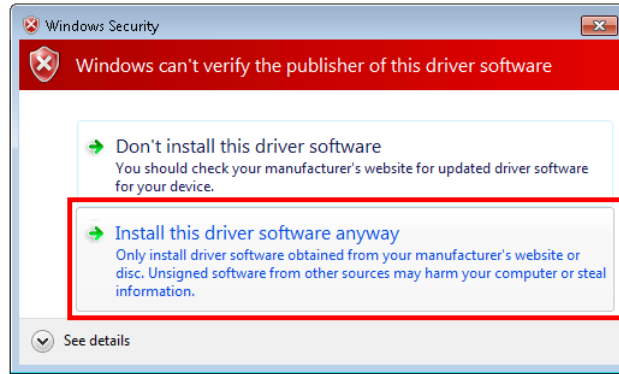 Windows Security
Windows can't verify the publisher of this driver software
Don't install this driver software
You should check your manufacturer's website for updated driver software
for your device.
Install this driver software anyway
Only install driver software obtained from your manufacturer's website or
disc. Unsigned software from other sources may harm your computer or steal
information.
See details